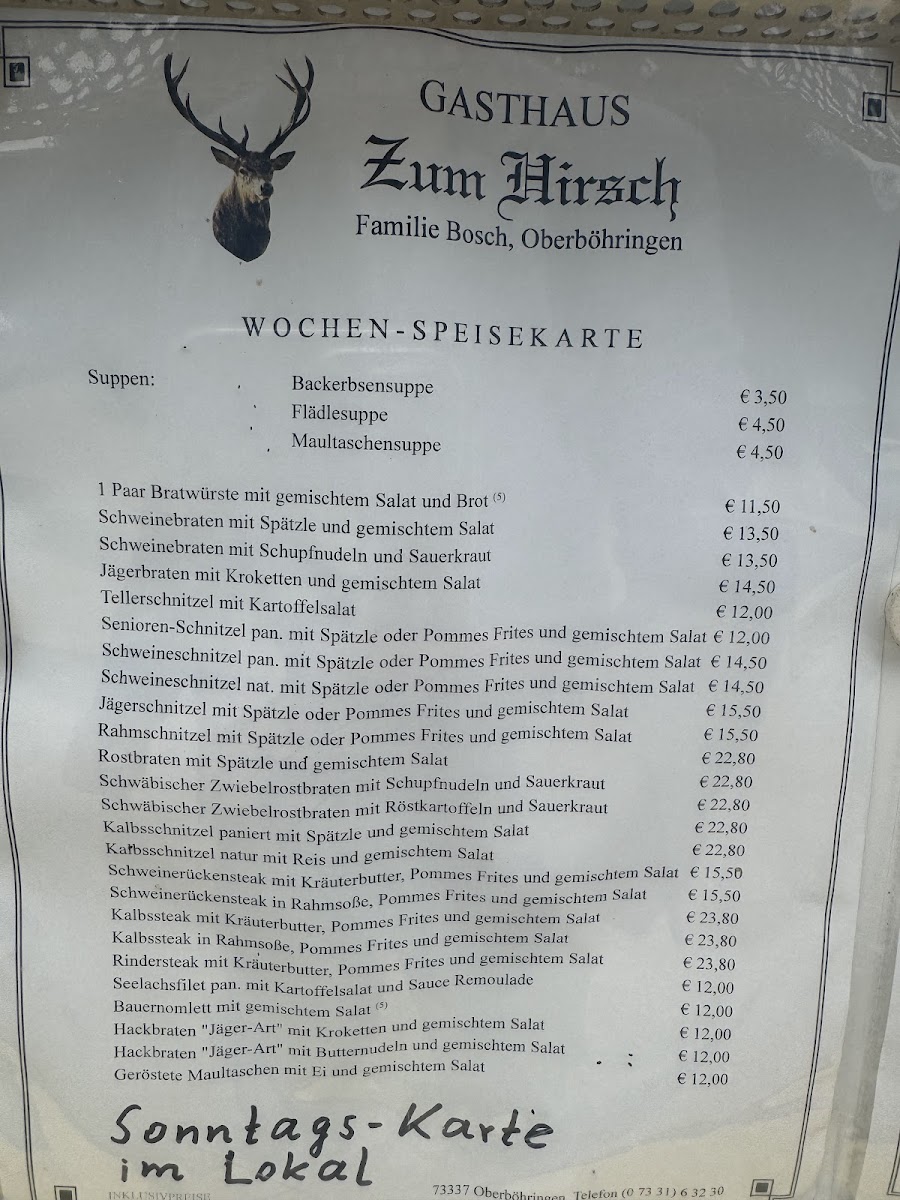 GASTHAUS
Zum Hirsch
Familie Bosch, Oberböhringen
WOCHEN-SPEISEKARTE
Suppen: Backerbsensuppe € 3,50
Flädlesuppe € 4,50
Maultaschensuppe € 4,50
1 Paar Bratwürste mit gemischtem Salat und Brot (5) € 11,50
Schweinebraten mit Spätzle und gemischtem Salat € 13,50
Schweinebraten mit Schupfnudeln und Sauerkraut € 13,50
Jägerbraten mit Kroketten und gemischtem Salat € 14,50
Tellerschnitzel mit Kartoffelsalat € 12,00
Senioren-Schnitzel pan. mit Spätzle oder Pommes Frites und gemischtem Salat € 12,00
Schweineschnitzel pan. mit Spätzle oder Pommes Frites und gemischtem Salat € 14,50
Schweineschnitzel nat. mit Spätzle oder Pommes Frites und gemischtem Salat € 14,50
Jägerschnitzel mit Spätzle oder Pommes Frites und gemischtem Salat € 15,50
Rahmschnitzel mit Spätzle oder Pommes Frites und gemischtem Salat € 15,50
Rostbraten mit Spätzle und gemischtem Salat € 22,80
Schwäbischer Zwiebelrostbraten mit Schupfnudeln und Sauerkraut € 22,80
Schwäbischer Zwiebelrostbraten mit Röstkartoffeln und Sauerkraut € 22,80
Kalbsschnitzel paniert mit Spätzle und gemischtem Salat € 22,80
Kalbsschnitzel natur mit Reis und gemischtem Salat € 22,80
Schweinerückensteak mit Kräuterbutter, Pommes Frites und gemischtem Salat € 15,50
Schweinerückensteak in Rahmsoße, Pommes Frites und gemischtem Salat € 15,50
Kalbssteak mit Kräuterbutter, Pommes Frites und gemischtem Salat € 23,80
Kalbssteak in Rahmsoße, Pommes Frites und gemischtem Salat € 23,80
Rindersteak mit Kräuterbutter, Pommes Frites und gemischtem Salat € 23,80
Seelachsfilet pan. mit Kartoffelsalat und Sauce Remoulade € 12,00
Bauernomlett mit gemischtem Salat (5) € 12,00
Hackbraten "Jäger-Art" mit Kroketten und gemischtem Salat € 12,00
Hackbraten "Jäger-Art" mit Butternudeln und gemischtem Salat € 12,00
Geröstete Maultaschen mit Ei und gemischtem Salat € 12,00
Sonntags-Karte
im Lokal
INKLUSIVPREISE 73337 Oberböhringen Telefon (0 73 31) 6 32 30